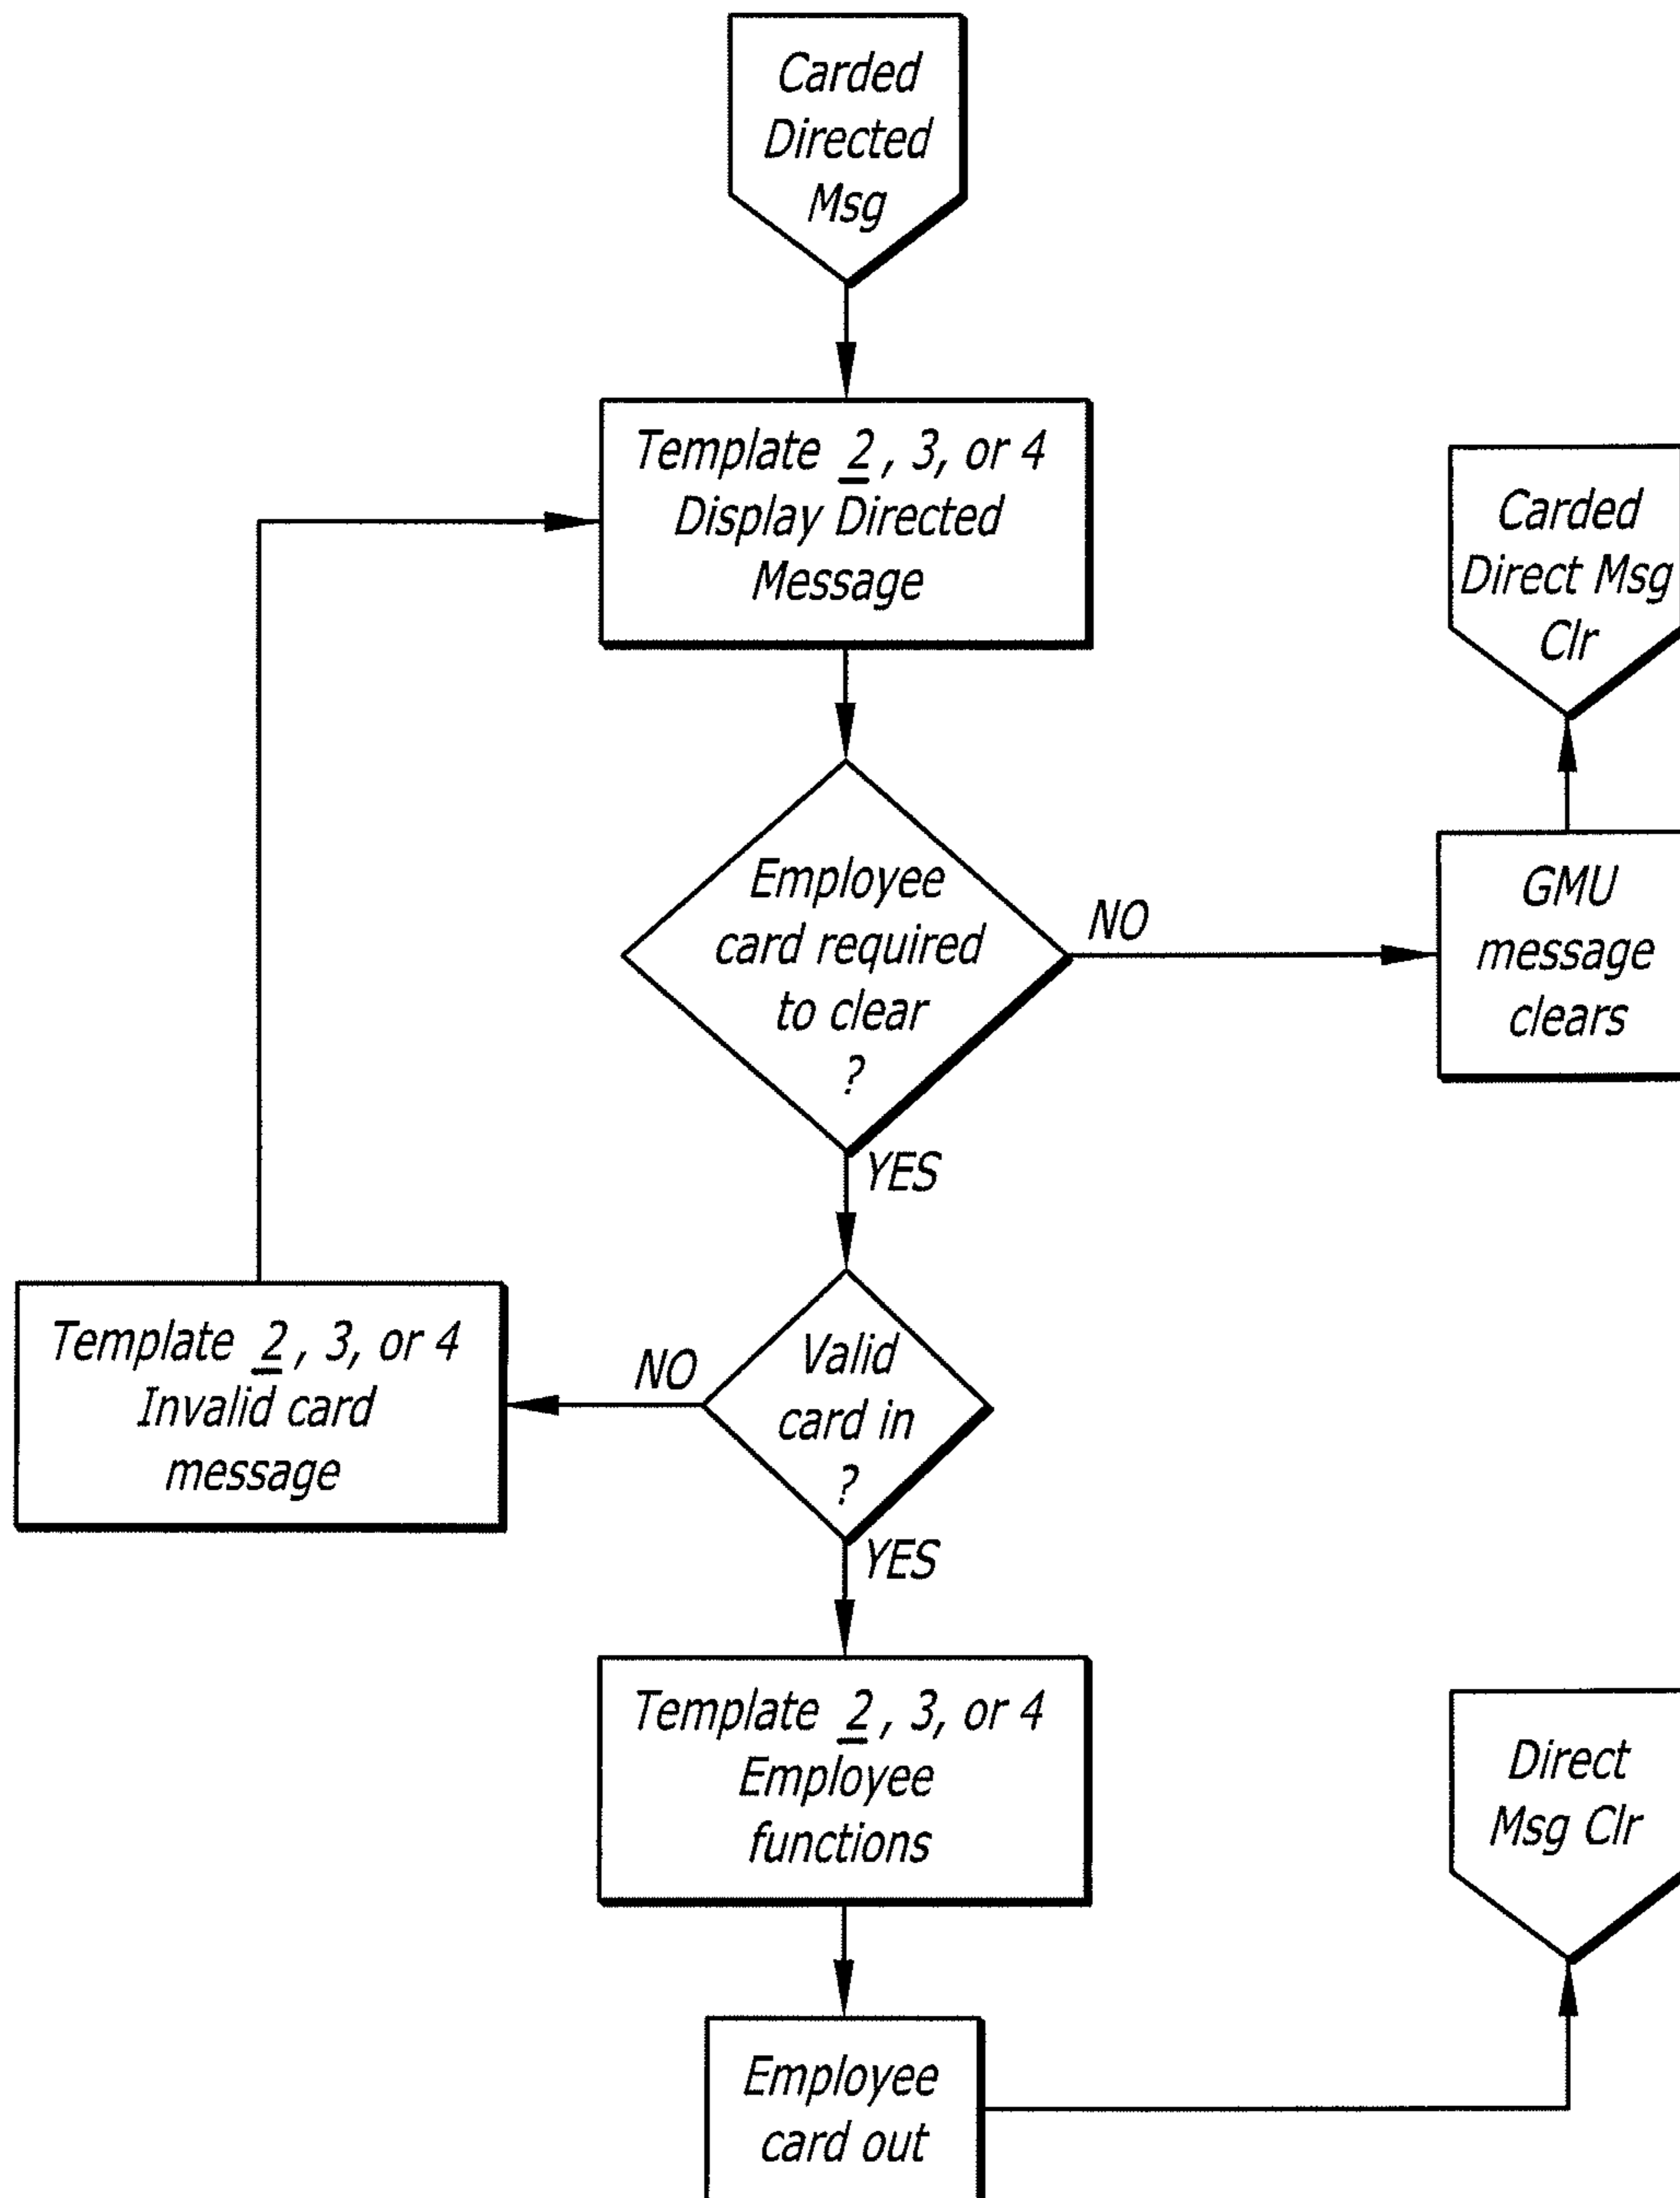 Carded
Directed
Msg
Template 2, 3, or 4
Display Directed
Message
Carded
Direct Msg
Clr
Employee
card required
to clear
?
NO
GMU
message
clears
YES
Template 2, 3, or 4
Invalid card
message
NO
Valid
card in
?
YES
Template 2, 3, or 4
Employee
functions
Direct
Msg Clr
Employee
card out